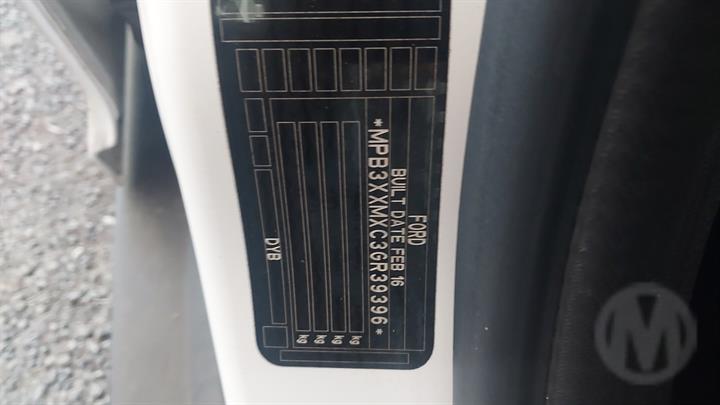 FORD
BUILT DATE FEB 16
*MPB3XXMXC3GR39396*
kg
kg
kg
kg
DYB
M